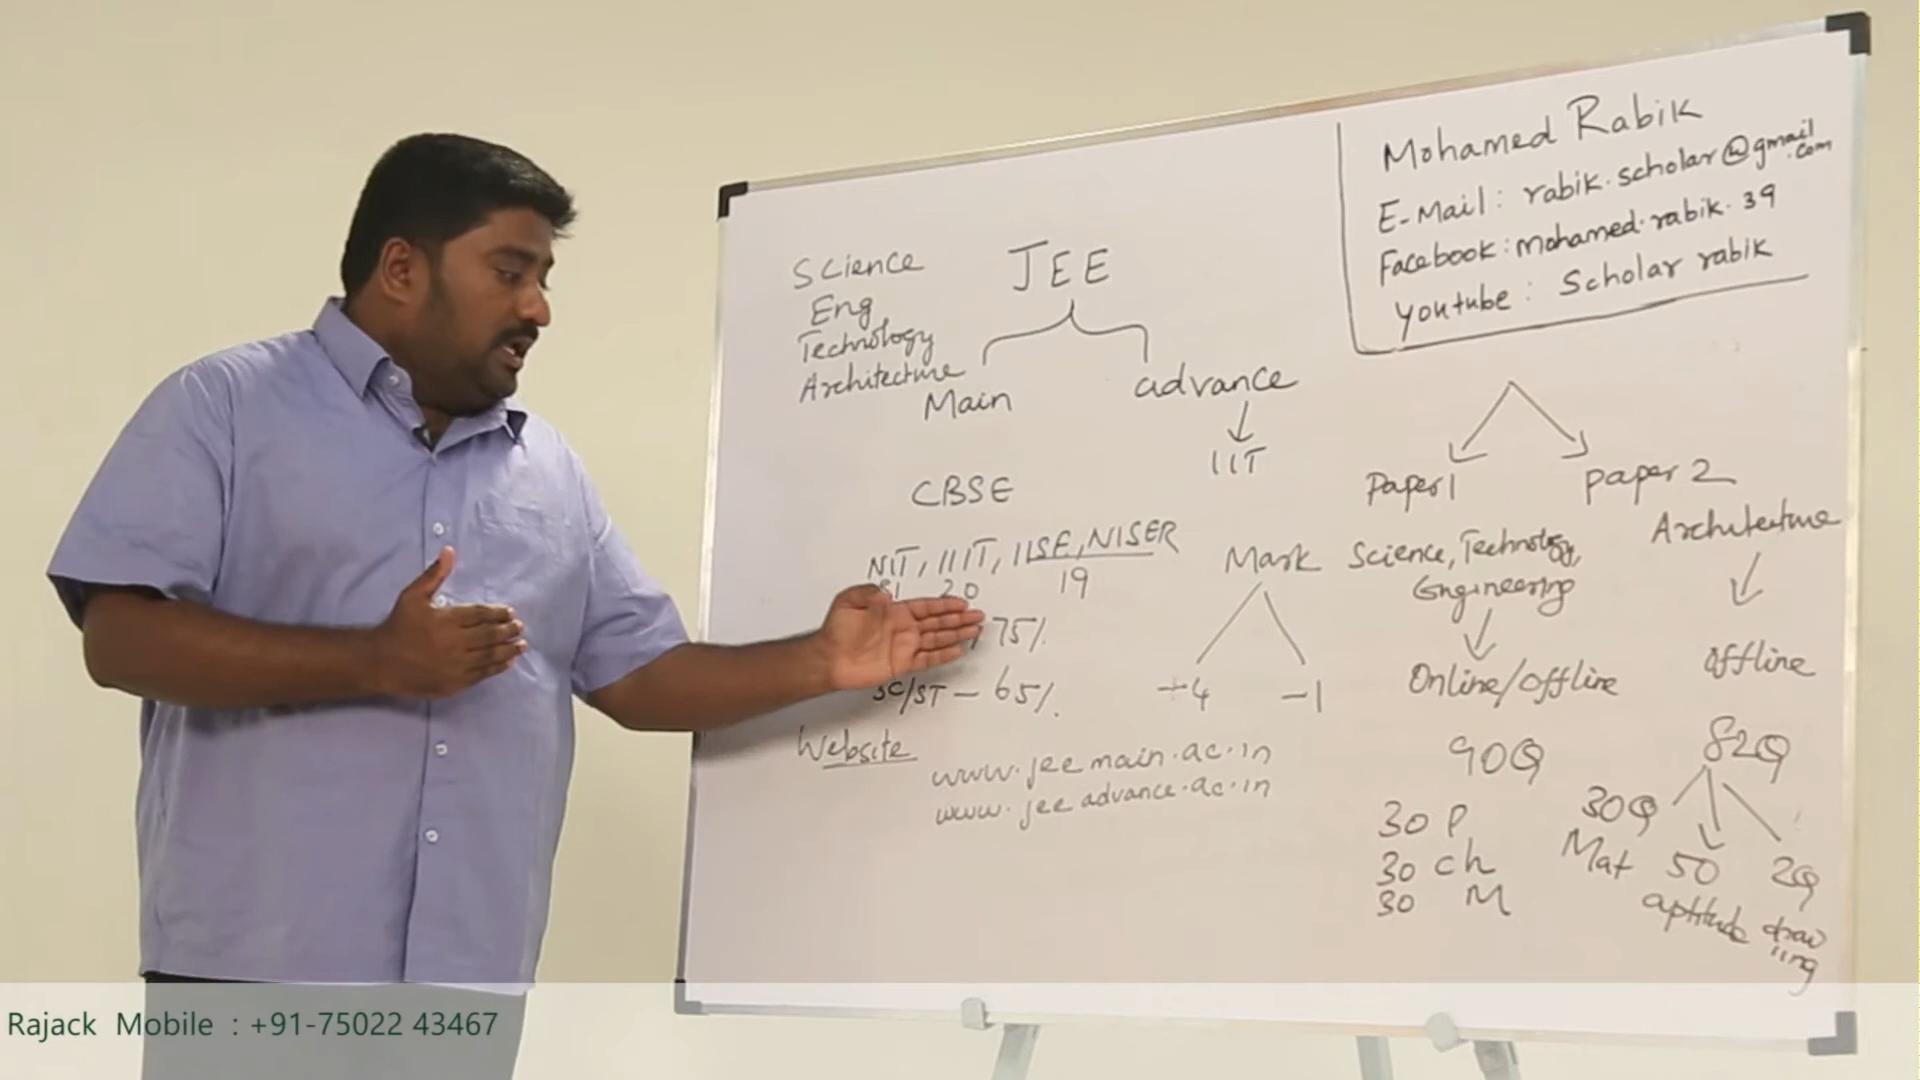 Mohamed Rabik
E-Mail: rabik.scholar@gmail
.com
Facebook: mohamed.rabik.39
Youtube: Scholar rabik
Science
Eng
Technology
Architecture
JEE
Main
advance
IIT
CBSE
NIT, IIIT, IISE, NISER
20 19
75%.
SC/ST - 65%.
Website
www.jeemain.ac.in
www.jeeadvance.ac.in
Mark
+4 -1
Paper1
Science, Technology,
Engineering
Online/offline
90Q
30 P
30 ch
30 M
paper 2
Architecture
offline
82Q
30Q
Mat
50
aptitude
2Q
draw
ing
Rajack Mobile : +91-75022 43467